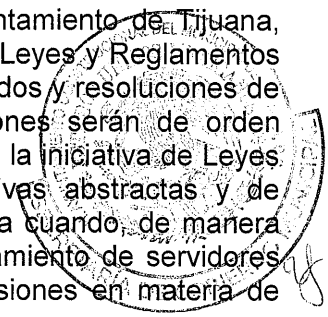 ntamiento de Tijuana,
Leyes y Reglamentos
dos y resoluciones de
ones serán de orden
la iniciativa de Leyes
vas abstractas y de
a cuando, de manera
amiento de servidores
siones en materia de